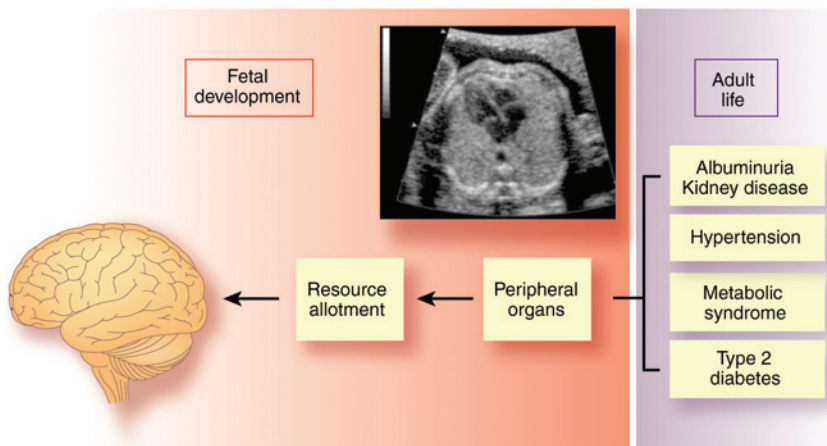 Fetal
development
Adult
life
Albuminuria
Kidney disease
Hypertension
Resource
allotment
Peripheral
organs
Metabolic
syndrome
Type 2
diabetes